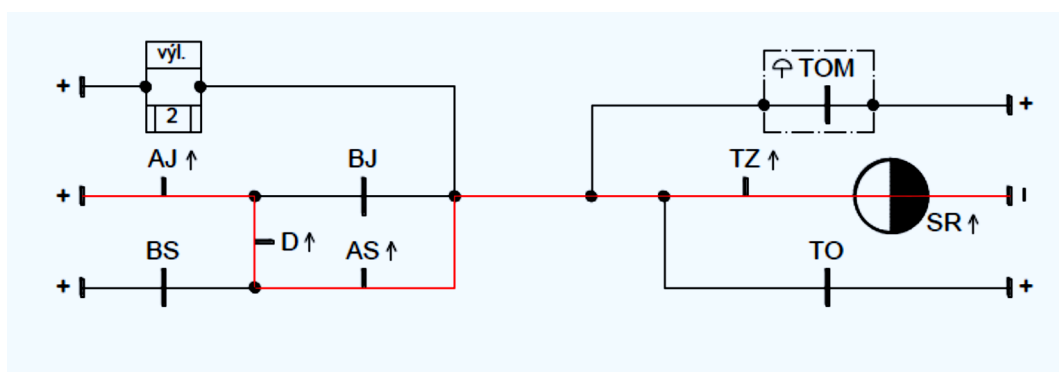 výl.
TOM
+
+
2
AJ ↑
BJ
TZ ↑
+
I
D ↑
SR ↑
BS
AS ↑
TO
+
+